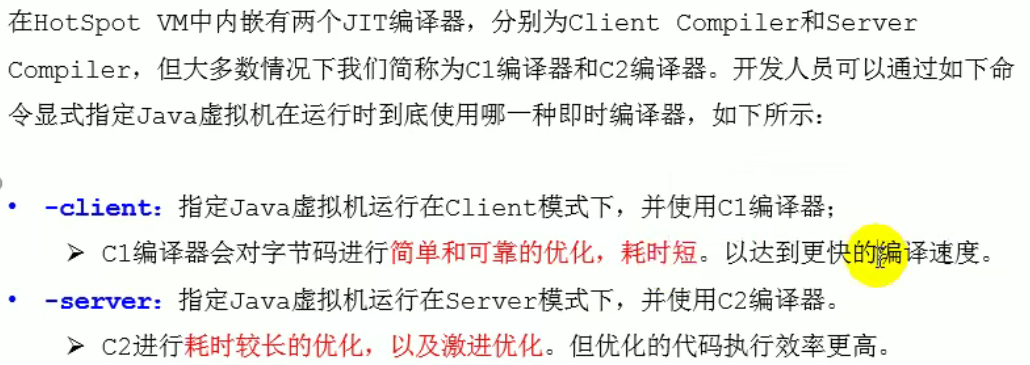 在HotSpot VM中内嵌有两个JIT编译器，分别为Client Compiler和Server
Compiler，但大多数情况下我们简称为C1编译器和C2编译器。开发人员可以通过如下命
令显式指定Java虚拟机在运行时到底使用哪一种即时编译器，如下所示：
• -client：指定Java虚拟机运行在Client模式下，并使用C1编译器；
➢ C1编译器会对字节码进行简单和可靠的优化，耗时短。以达到更快的编译速度。
• -server：指定Java虚拟机运行在Server模式下，并使用C2编译器。
➢ C2进行耗时较长的优化，以及激进优化。但优化的代码执行效率更高。